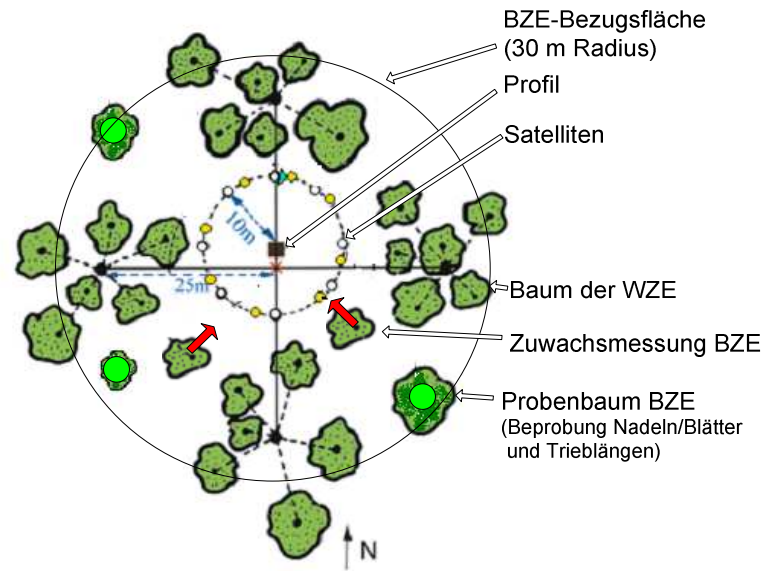 BZE-Bezugsfläche
(30 m Radius)
Profil
Satelliten
10m
25m
Baum der WZE
Zuwachsmessung BZE
Probenbaum BZE
(Beprobung Nadeln/Blätter
und Trieblängen)
N